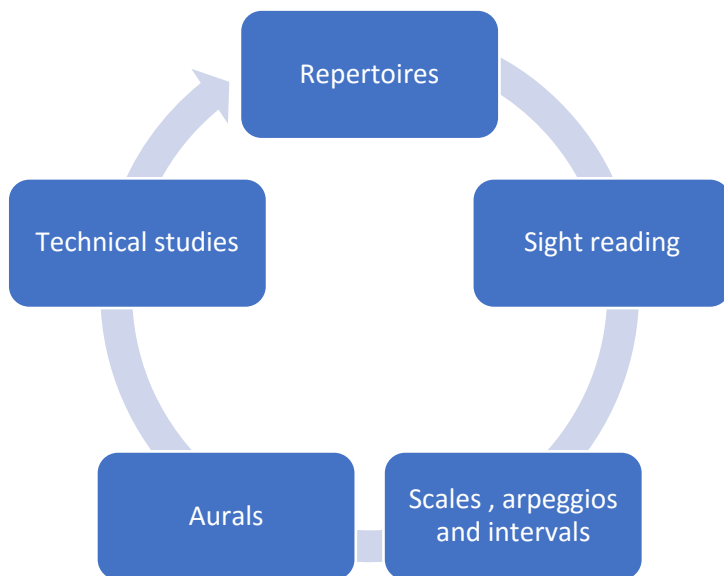 Repertoires
Sight reading
Scales , arpeggios
and intervals
Aurals
Technical studies